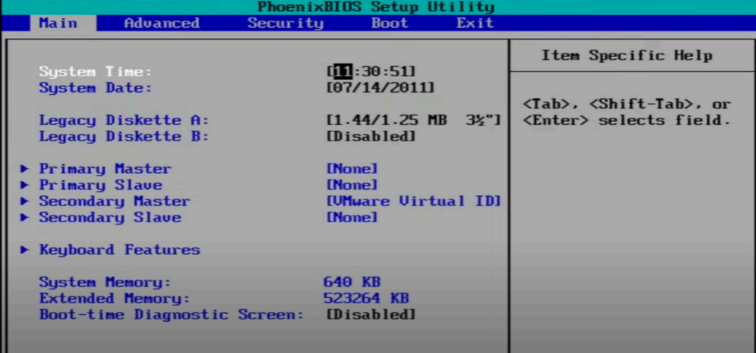 PhoenixBIOS Setup Utility
Main Advanced Security Boot Exit
Item Specific Help
System Time: [11:30:51]
System Date: [07/14/2011]
<Tab>, <Shift-Tab>, or
<Enter> selects field.
Legacy Diskette A: [1.44/1.25 MB 3½"]
Legacy Diskette B: [Disabled]
Primary Master [None]
Primary Slave [None]
Secondary Master [VMware Virtual ID]
Secondary Slave [None]
Keyboard Features
System Memory: 640 KB
Extended Memory: 523264 KB
Boot-time Diagnostic Screen: [Disabled]